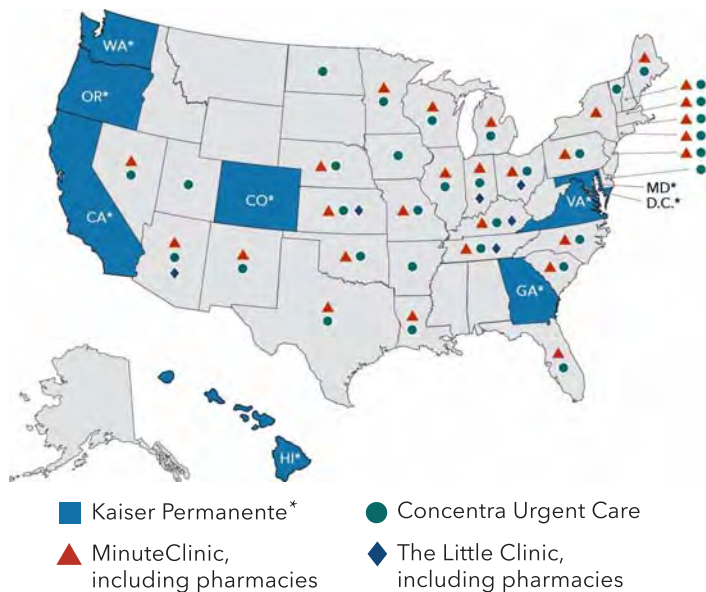 WA*
OR*
CA*
CO*
VA*
MD*
D.C.*
GA*
HI*
Kaiser Permanente*
Concentra Urgent Care
MinuteClinic,
including pharmacies
The Little Clinic,
including pharmacies